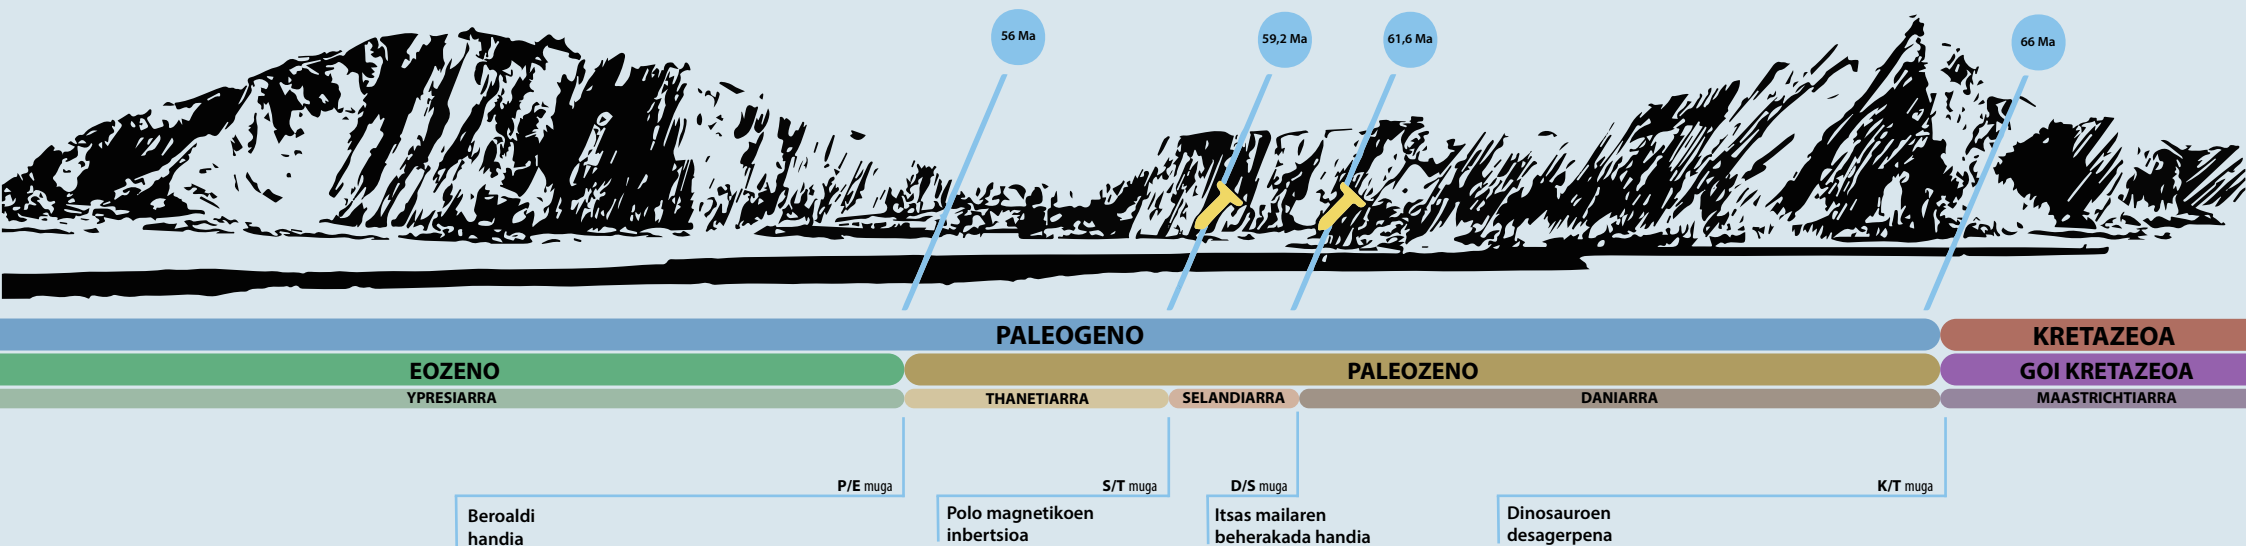 56 Ma
59,2 Ma
61,6 Ma
66 Ma
PALEOGENO
KRETAZEOA
EOZENO
PALEOZENO
GOI KRETAZEOA
YPRESIARRA
THANETIARRA
SELANDIARRA
DANIARRA
MAASTRICHTIARRA
P/E muga
S/T muga
D/S muga
K/T muga
Beroaldi
handia
Polo magnetikoen
inbertsioa
Itsas mailaren
beherakada handia
Dinosauroen
desagerpena